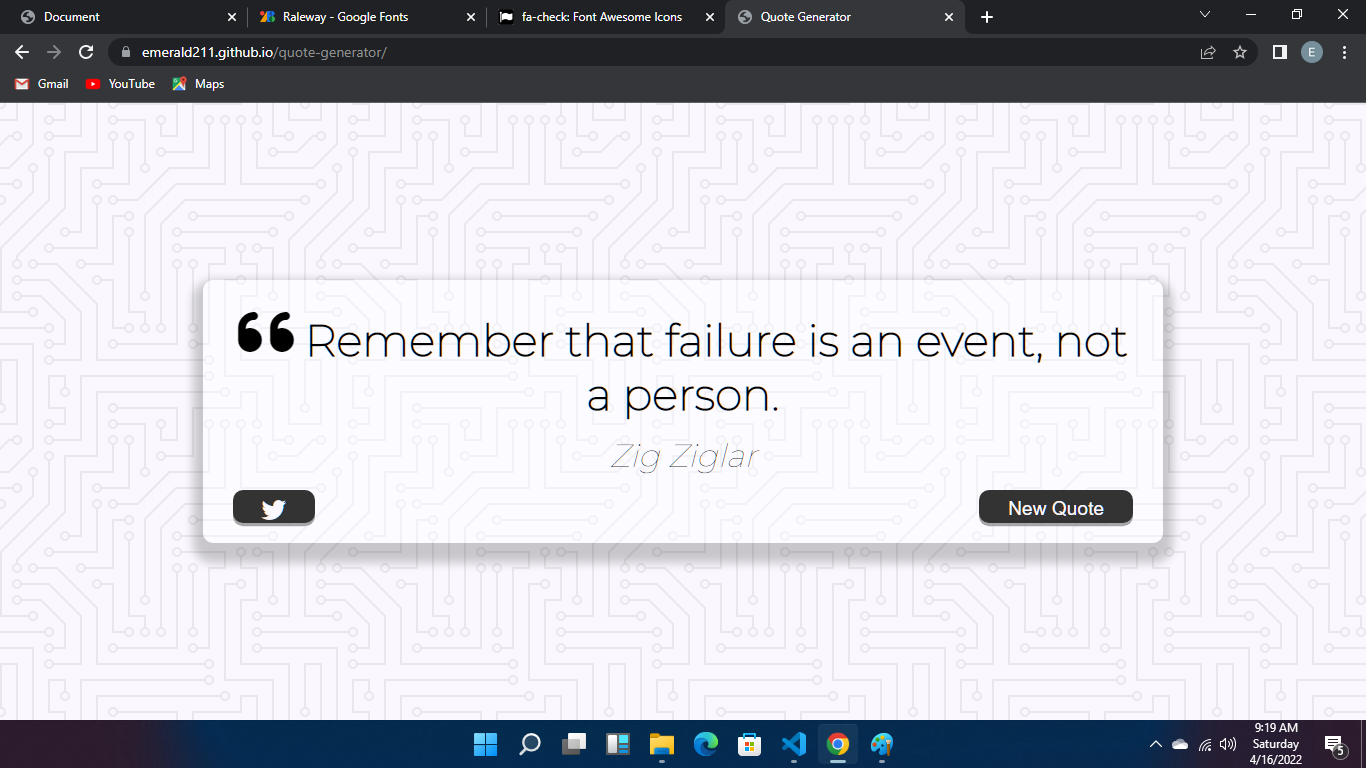 Document
Raleway - Google Fonts
fa-check: Font Awesome Icons
Quote Generator
emerald211.github.io/quote-generator/
E
Gmail
YouTube
Maps
Remember that failure is an event, not
a person.
Zig Ziglar
New Quote
9:19 AM
Saturday
4/16/2022
5